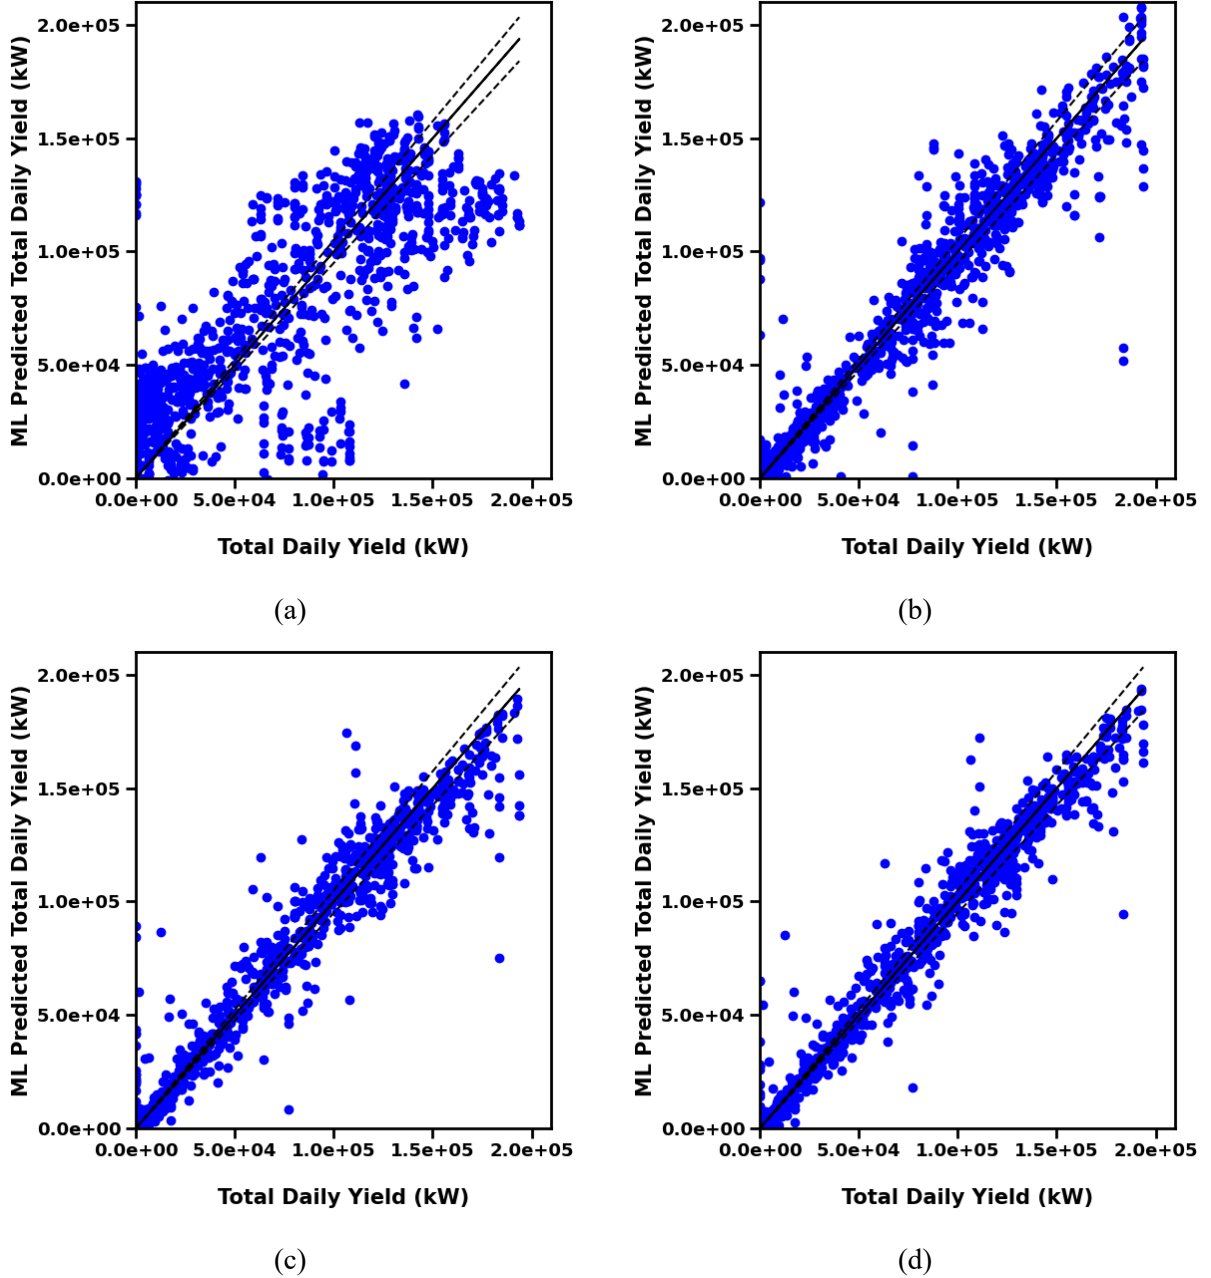 ML Predicted Total Daily Yield (kW)
2.0e+05
1.5e+05
1.0e+05
5.0e+04
0.0e+00
0.0e+00 5.0e+04 1.0e+05 1.5e+05 2.0e+05
Total Daily Yield (kW)
(a)
ML Predicted Total Daily Yield (kW)
2.0e+05
1.5e+05
1.0e+05
5.0e+04
0.0e+00
0.0e+00 5.0e+04 1.0e+05 1.5e+05 2.0e+05
Total Daily Yield (kW)
(b)
ML Predicted Total Daily Yield (kW)
2.0e+05
1.5e+05
1.0e+05
5.0e+04
0.0e+00
0.0e+00 5.0e+04 1.0e+05 1.5e+05 2.0e+05
Total Daily Yield (kW)
(c)
ML Predicted Total Daily Yield (kW)
2.0e+05
1.5e+05
1.0e+05
5.0e+04
0.0e+00
0.0e+00 5.0e+04 1.0e+05 1.5e+05 2.0e+05
Total Daily Yield (kW)
(d)